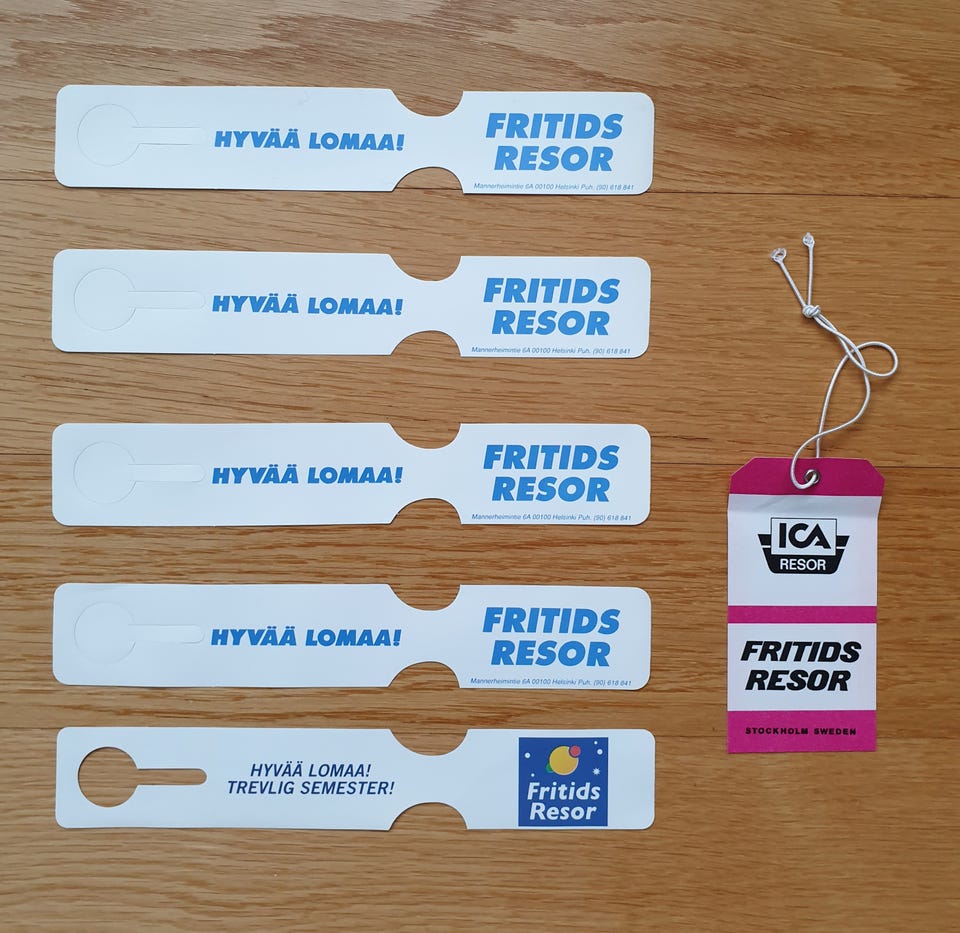 HYVÄÄ LOMAA!
FRITIDS
RESOR
Mannerheimintie 6A 00100 Helsinki Puh. (90) 618 841
HYVÄÄ LOMAA!
FRITIDS
RESOR
Mannerheimintie 6A 00100 Helsinki Puh. (90) 618 841
HYVÄÄ LOMAA!
FRITIDS
RESOR
Mannerheimintie 6A 00100 Helsinki Puh. (90) 618 841
HYVÄÄ LOMAA!
FRITIDS
RESOR
Mannerheimintie 6A 00100 Helsinki Puh. (90) 618 841
HYVÄÄ LOMAA!
TREVLIG SEMESTER!
Fritids
Resor
ICA
RESOR
FRITIDS
RESOR
STOCKHOLM SWEDEN